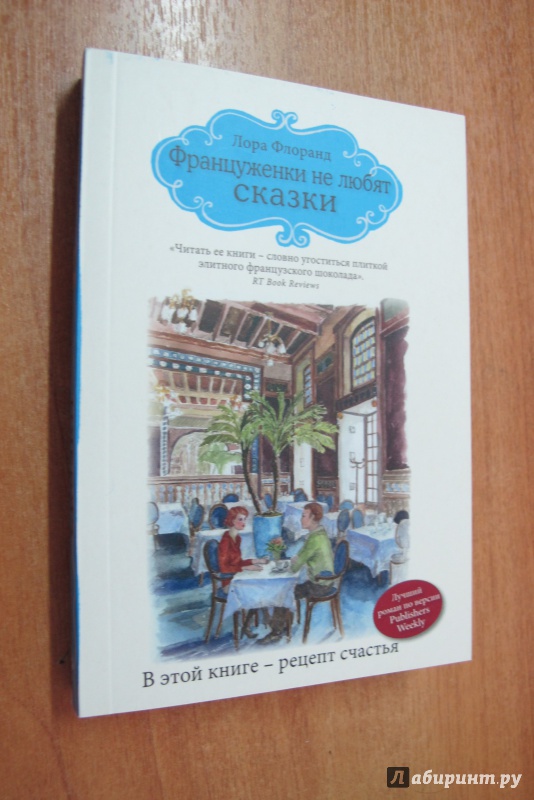 Лора Флоранд
Француженки не любят
сказки
«Читать ее книги – словно угоститься плиткой
элитного французского шоколада».
RT Book Reviews
Лучший
роман по версии
Publishers
Weekly
В этой книге – рецепт счастья
Лабиринт.ру